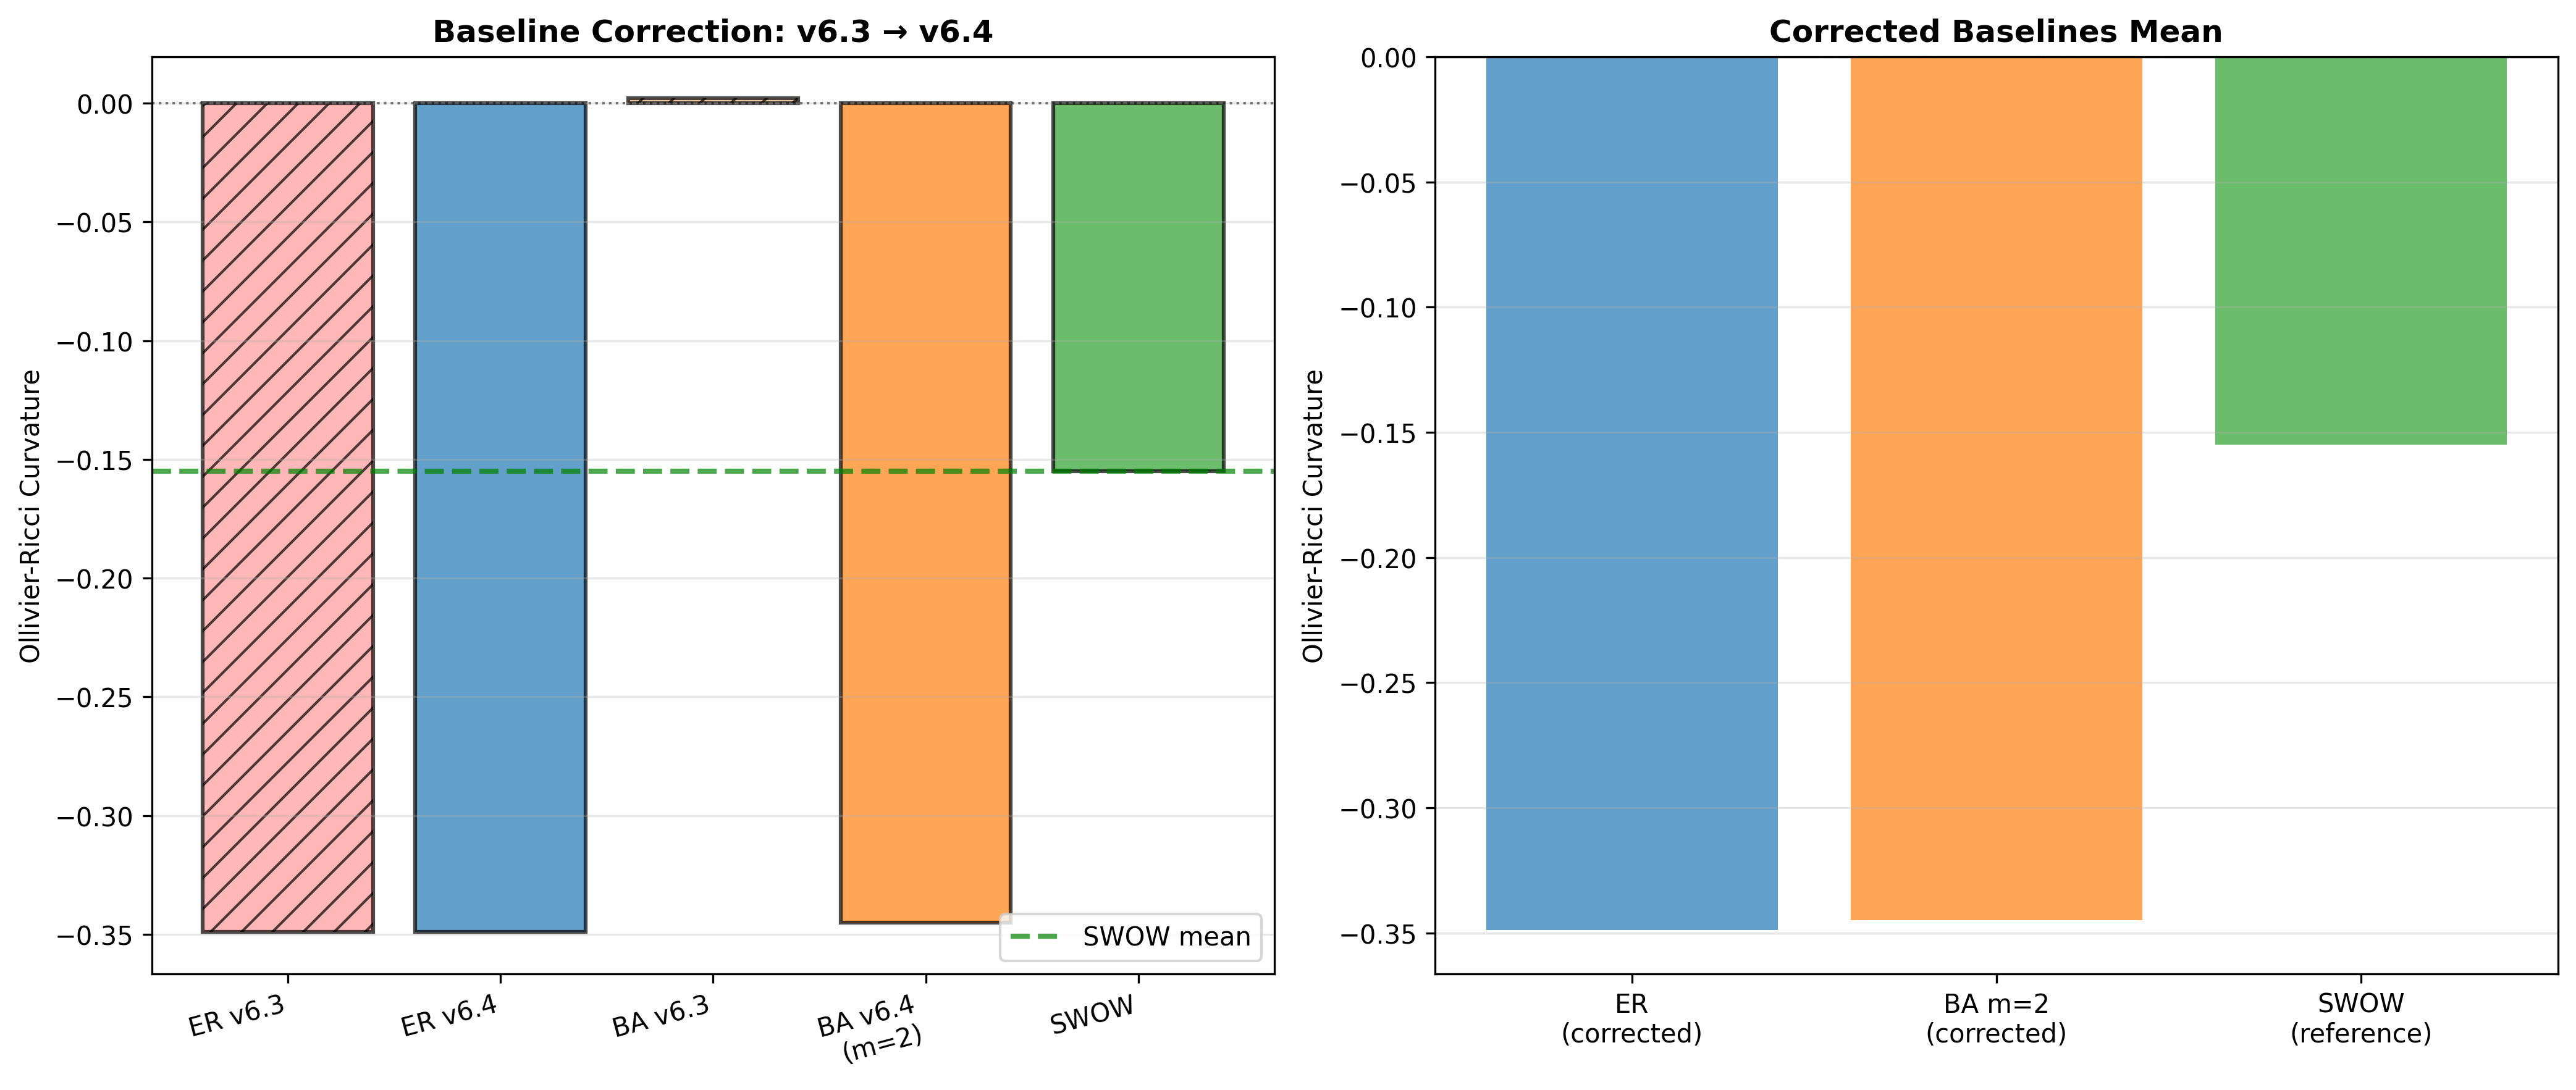 Baseline Correction: v6.3 → v6.4
Ollivier-Ricci Curvature
0.00
−0.05
−0.10
−0.15
−0.20
−0.25
−0.30
−0.35
SWOW mean
ER v6.3
ER v6.4
BA v6.3
BA v6.4
(m=2)
SWOW
Corrected Baselines Mean
Ollivier-Ricci Curvature
0.00
−0.05
−0.10
−0.15
−0.20
−0.25
−0.30
−0.35
ER
(corrected)
BA m=2
(corrected)
SWOW
(reference)